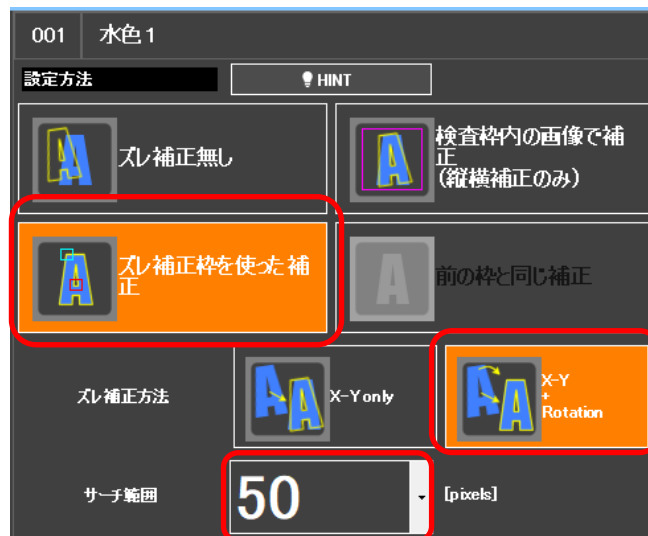 001 水色1
設定方法 HINT
ズレ補正無し
検査枠内の画像で補
正
(縦横補正のみ)
ズレ補正枠を使った補
正
前の枠と同じ補正
ズレ補正方法
X-Y only
X-Y
+
Rotation
サーチ範囲 50 [pixels]